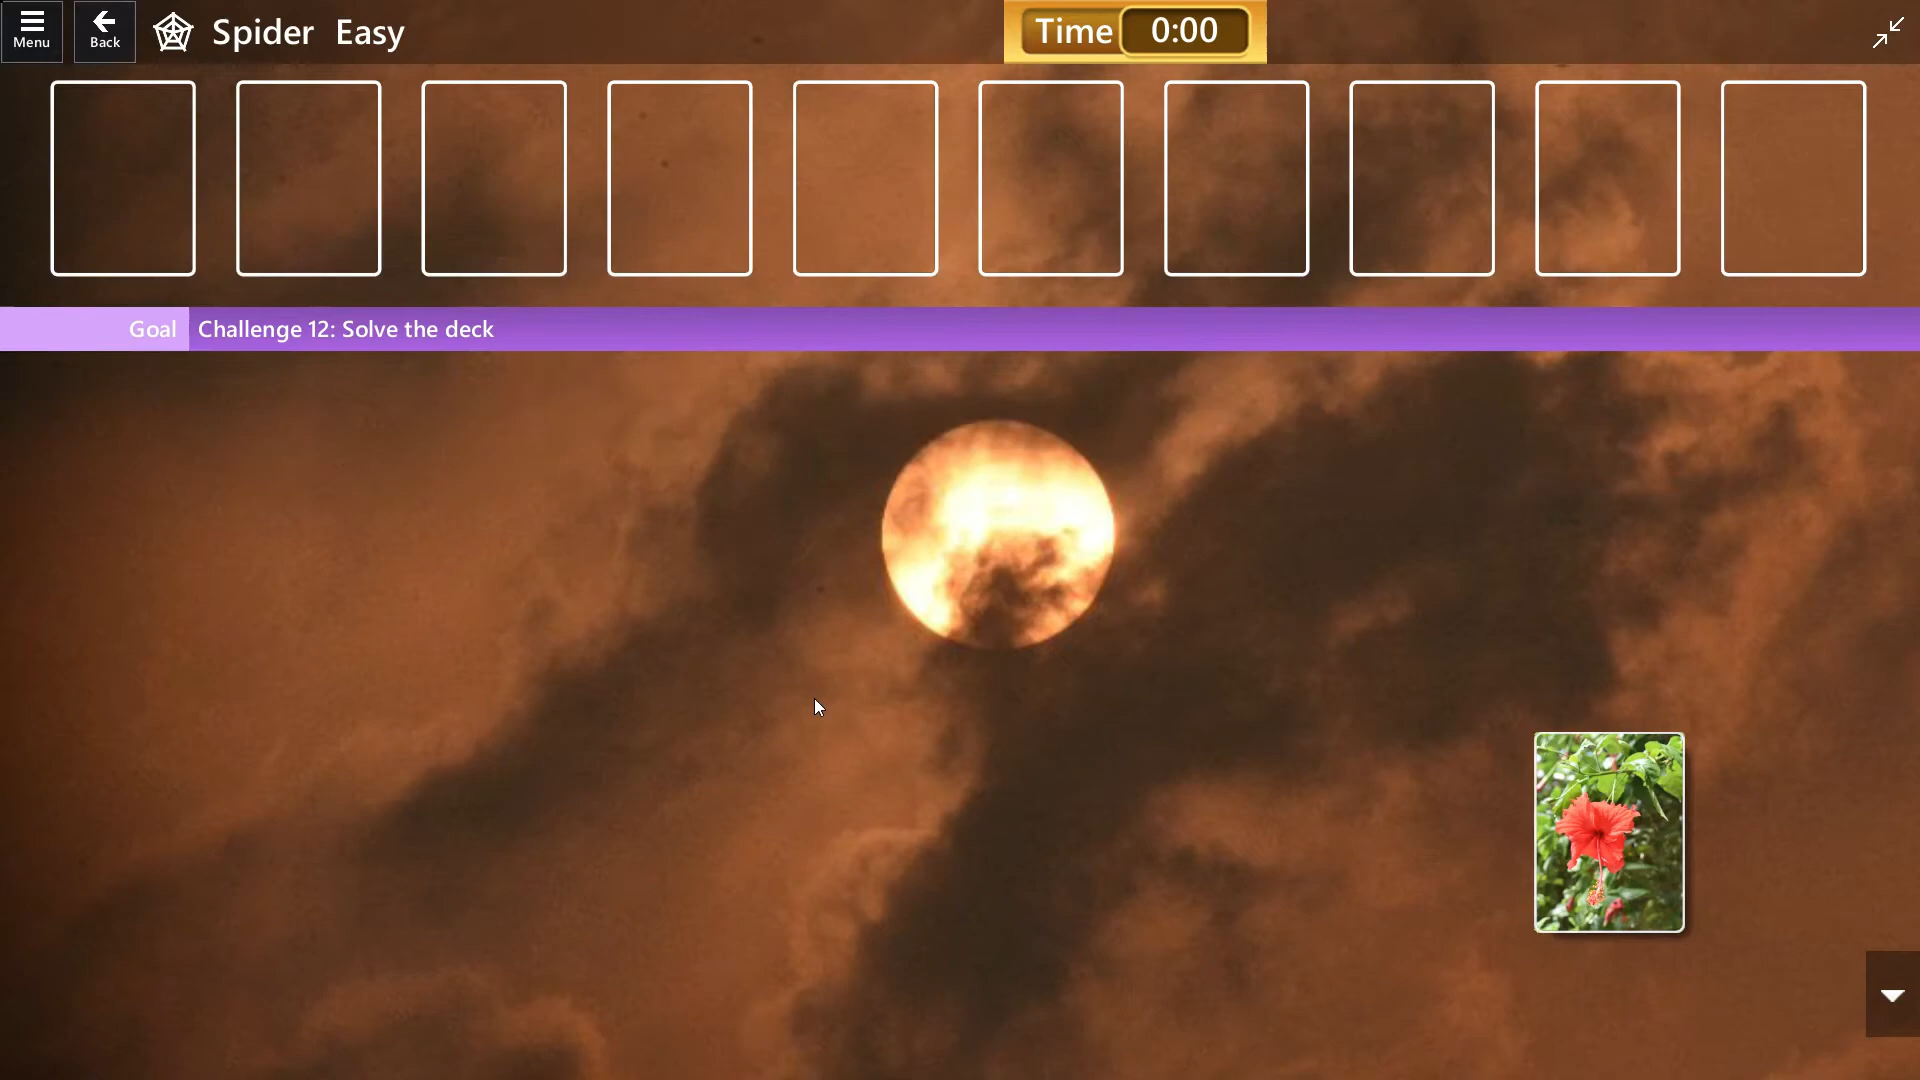 Menu
Back
Spider Easy
Time 0:00
Goal Challenge 12: Solve the deck